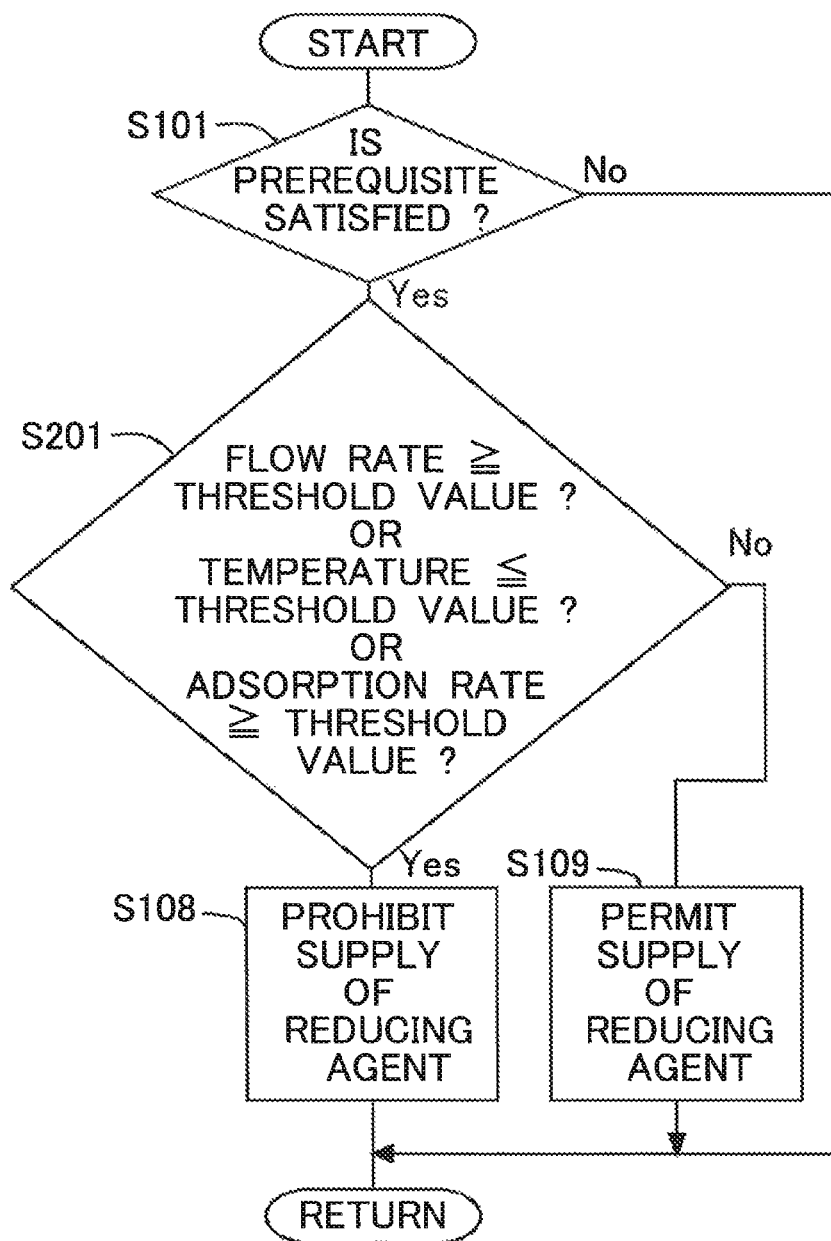 START
S101
IS
PREREQUISITE
SATISFIED ?
No
Yes
S201
FLOW RATE ≧
THRESHOLD VALUE ?
OR
TEMPERATURE ≦
THRESHOLD VALUE ?
OR
ADSORPTION RATE
≧ THRESHOLD
VALUE ?
No
Yes
S108
PROHIBIT
SUPPLY
OF
REDUCING
AGENT
S109
PERMIT
SUPPLY
OF
REDUCING
AGENT
RETURN